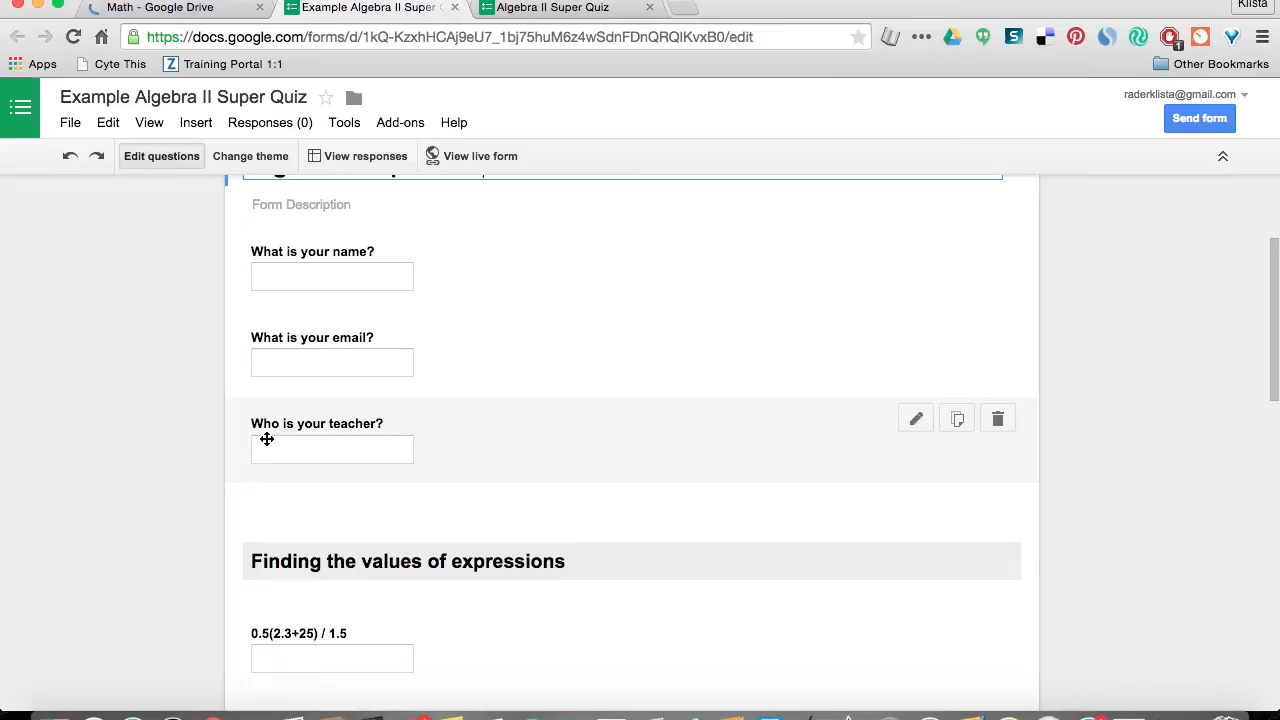 Math - Google Drive
Example Algebra II Super
Algebra II Super Quiz
Klista
https://docs.google.com/forms/d/1kQ-KzxhHCAj9eU7_1bj75huM6z4wSdnFDnQRQlKvxB0/edit
Apps
Cyte This
Training Portal 1:1
Other Bookmarks
Example Algebra II Super Quiz
raderklista@gmail.com
File
Edit
View
Insert
Responses (0)
Tools
Add-ons
Help
Send form
Edit questions
Change theme
View responses
View live form
Form Description
What is your name?
What is your email?
Who is your teacher?
Finding the values of expressions
0.5(2.3+25) / 1.5